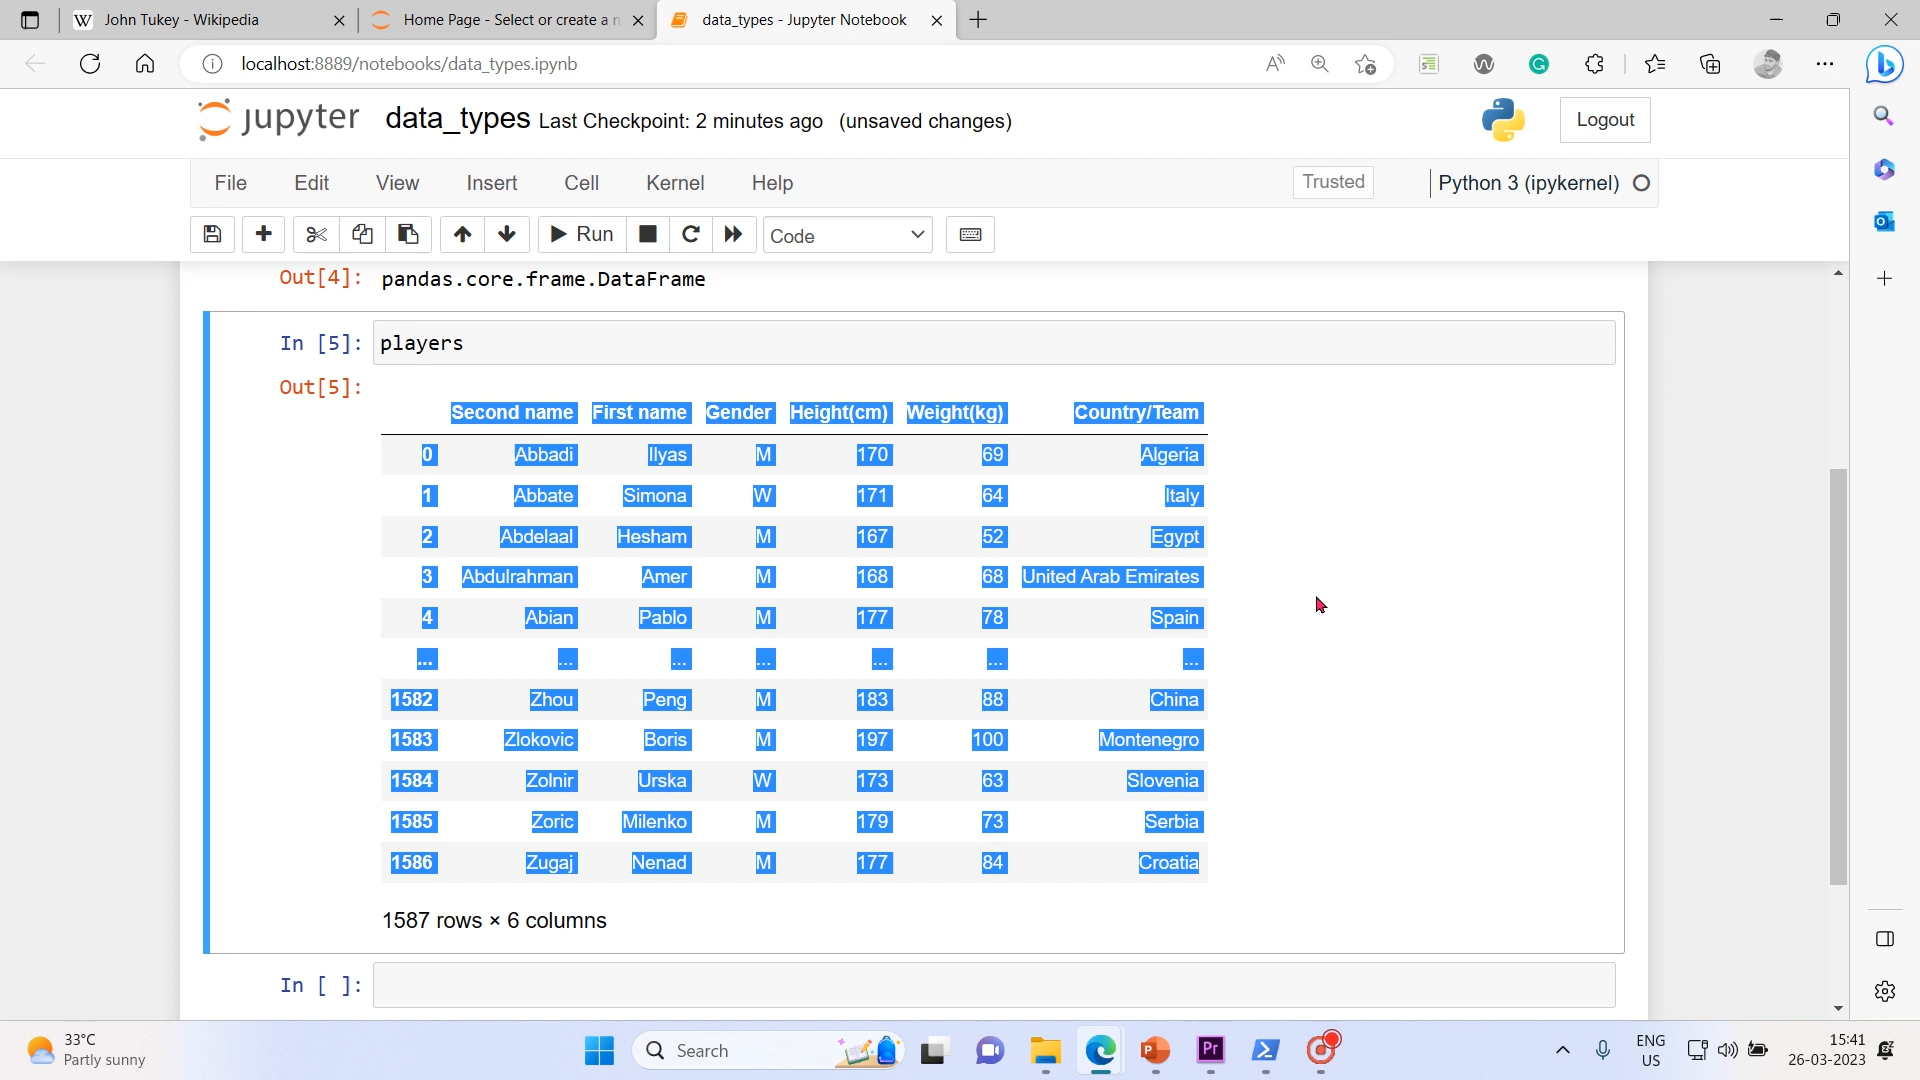 John Tukey - Wikipedia
Home Page - Select or create a n
data_types - Jupyter Notebook
localhost:8889/notebooks/data_types.ipynb
jupyter data_types Last Checkpoint: 2 minutes ago (unsaved changes)
Logout
File Edit View Insert Cell Kernel Help
Trusted
Python 3 (ipykernel)
Run
Code
Out[4]: pandas.core.frame.DataFrame
In [5]: players
Out[5]:
Second name First name Gender Height(cm) Weight(kg) Country/Team
0 Abbadi Ilyas M 170 69 Algeria
1 Abbate Simona W 171 64 Italy
2 Abdelaal Hesham M 167 52 Egypt
3 Abdulrahman Amer M 168 68 United Arab Emirates
4 Abian Pablo M 177 78 Spain
... ... ... ... ... ... ...
1582 Zhou Peng M 183 88 China
1583 Zlokovic Boris M 197 100 Montenegro
1584 Zolnir Urska W 173 63 Slovenia
1585 Zoric Milenko M 179 73 Serbia
1586 Zugaj Nenad M 177 84 Croatia
1587 rows × 6 columns
In [ ]:
33°C
Partly sunny
Search
Pr
ENG
US
15:41
26-03-2023